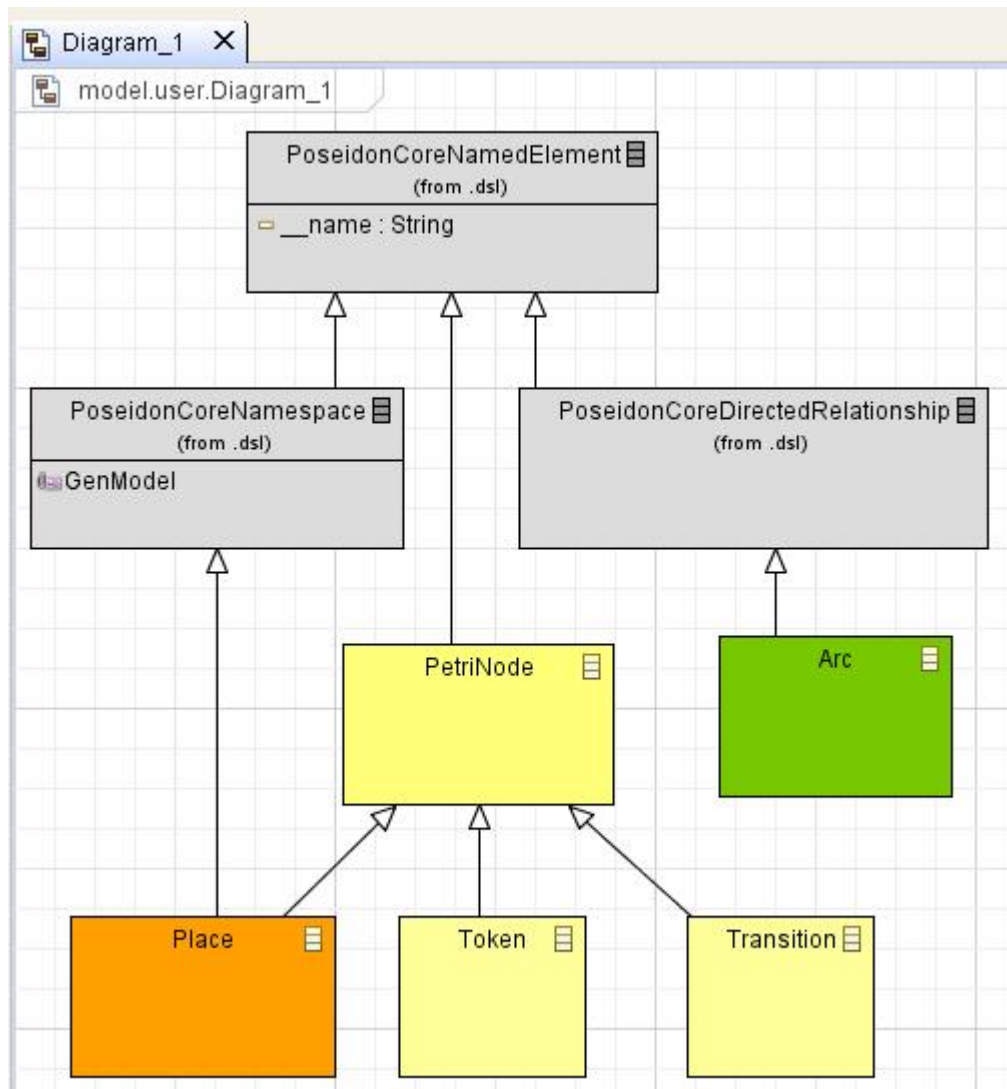 Diagram_1
model.user.Diagram_1
PoseidonCoreNamedElement
(from .dsl)
__name : String
PoseidonCoreNamespace
(from .dsl)
GenModel
PoseidonCoreDirectedRelationship
(from .dsl)
PetriNode
Arc
Place
Token
Transition